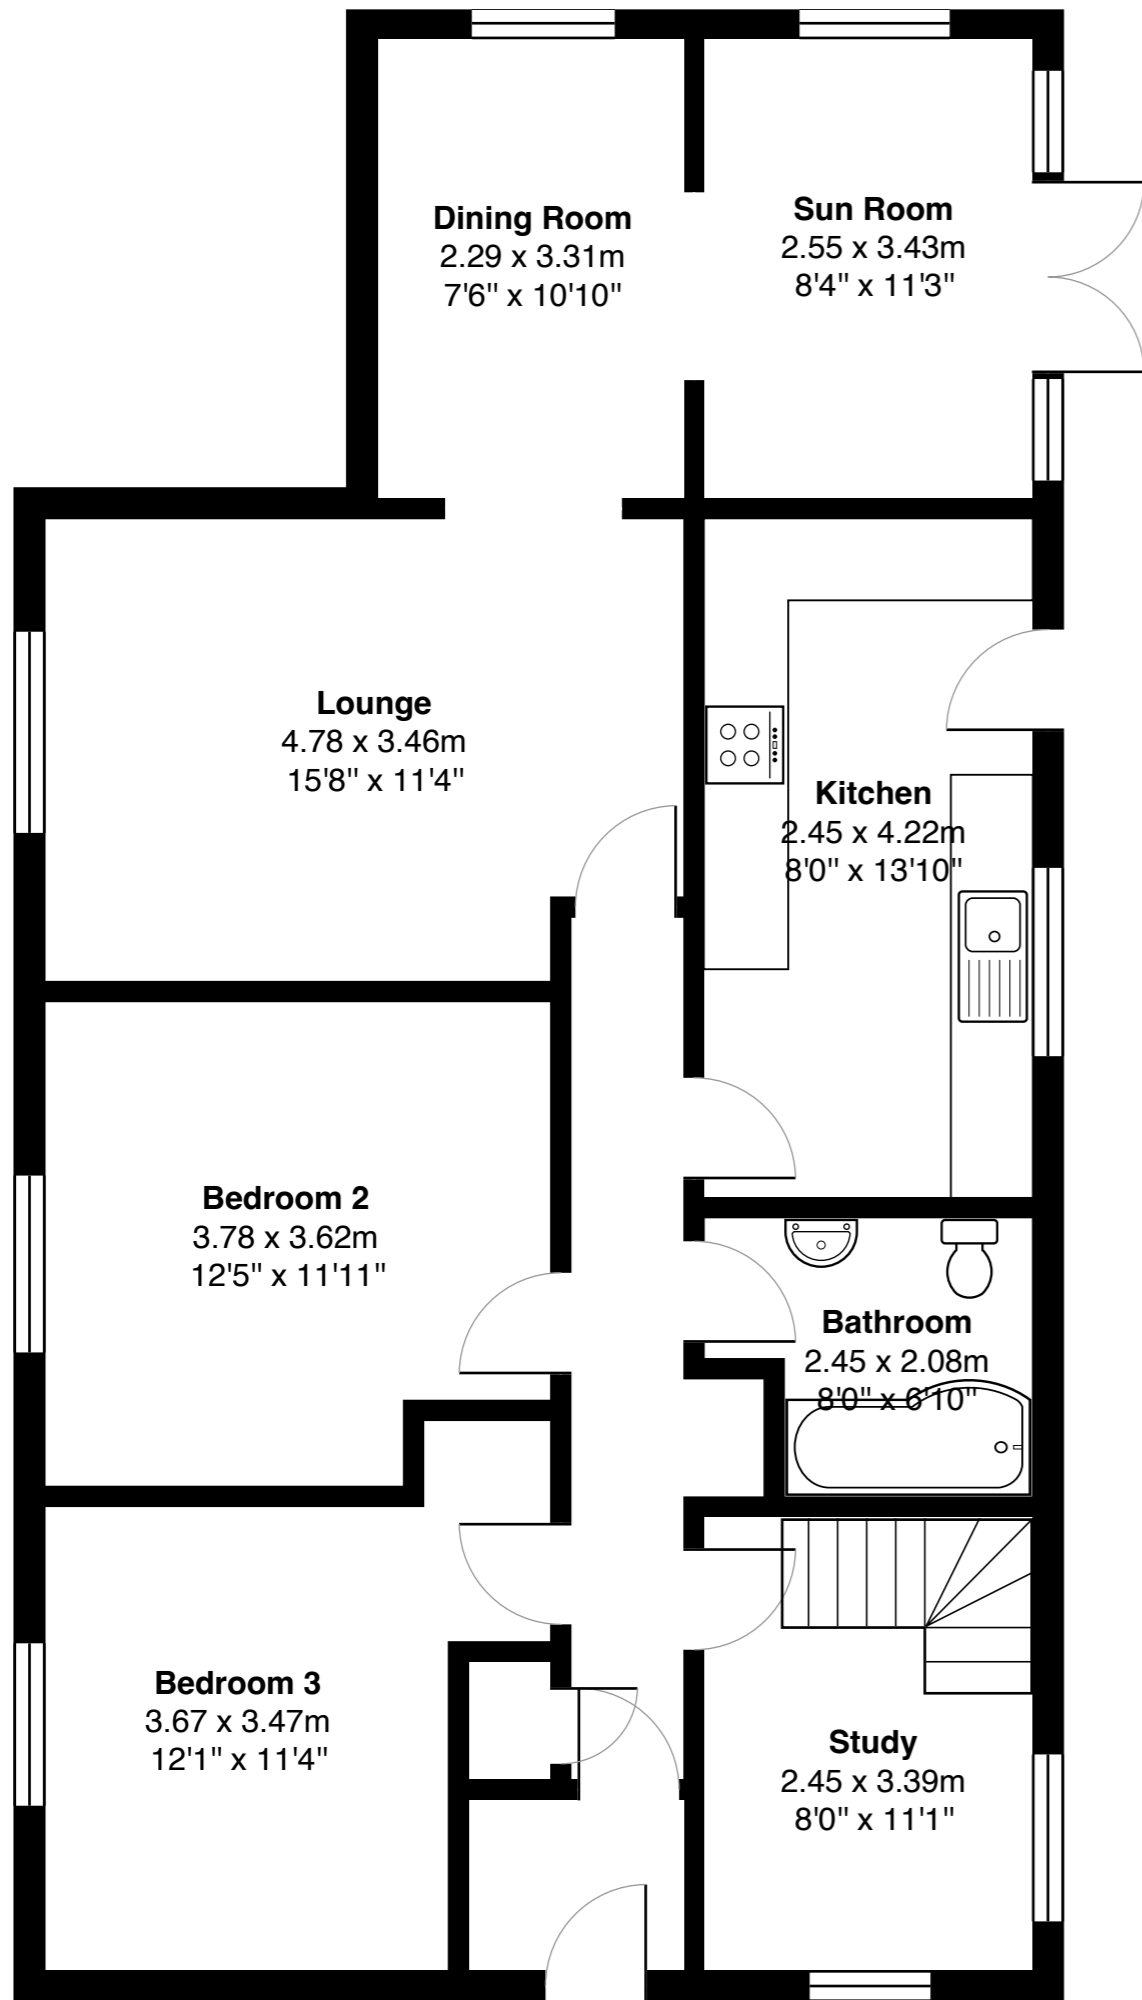 Dining Room
2.29 x 3.31m
7'6" x 10'10"
Sun Room
2.55 x 3.43m
8'4" x 11'3"
Lounge
4.78 x 3.46m
15'8" x 11'4"
Kitchen
2.45 x 4.22m
8'0" x 13'10"
Bedroom 2
3.78 x 3.62m
12'5" x 11'11"
Bathroom
2.45 x 2.08m
8'0" x 6'10"
Bedroom 3
3.67 x 3.47m
12'1" x 11'4"
Study
2.45 x 3.39m
8'0" x 11'1"